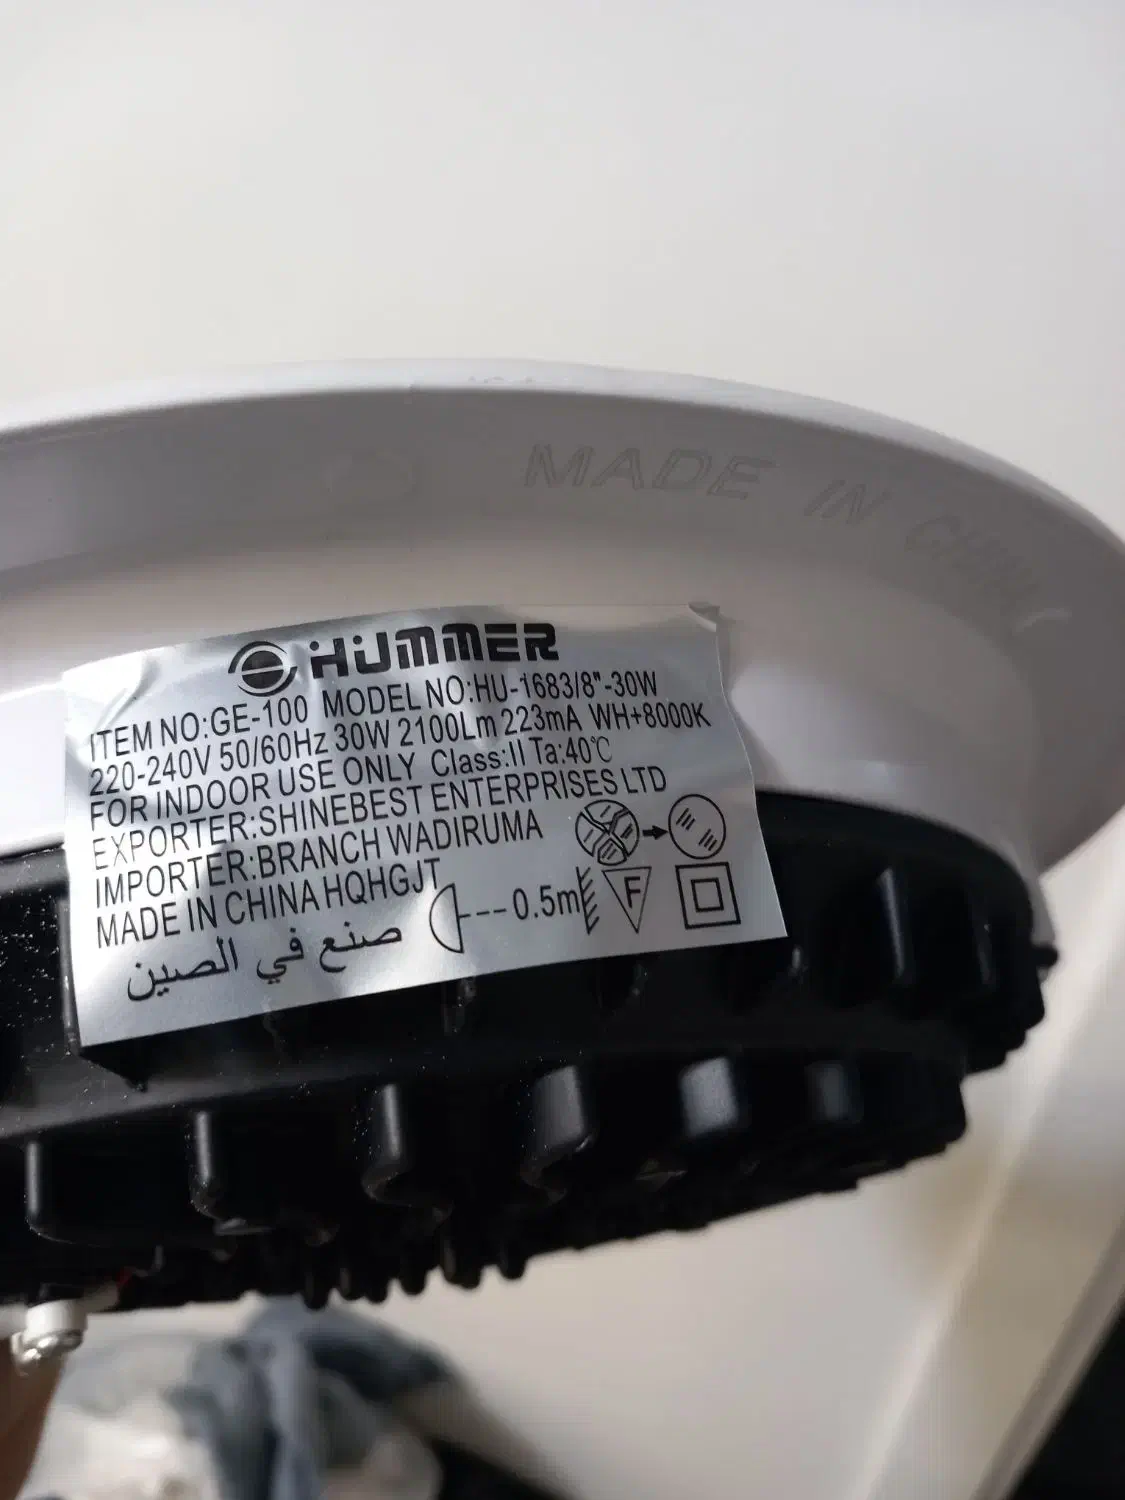 MADE IN CHINA
HUMMER
ITEM NO:GE-100 MODEL NO:HU-1683/8"-30W
220-240V 50/60Hz 30W 2100Lm 223mA WH+8000K
FOR INDOOR USE ONLY Class:II Ta:40℃
EXPORTER:SHINEBEST ENTERPRISES LTD
IMPORTER:BRANCH WADIRUMA
MADE IN CHINA HQHGJT
صنع في الصين
0.5m
F